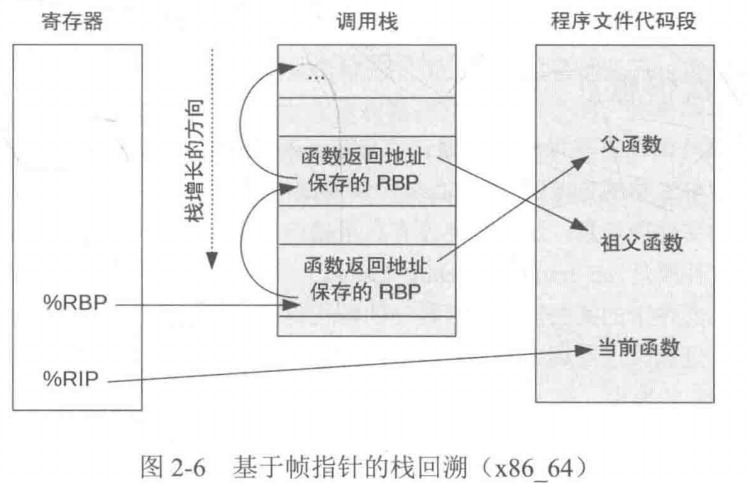 寄存器
调用栈
程序文件代码段
栈增长的方向
...
函数返回地址
保存的 RBP
函数返回地址
保存的 RBP
%RBP
%RIP
父函数
祖父函数
当前函数
图 2-6 基于帧指针的栈回溯（x86_64）